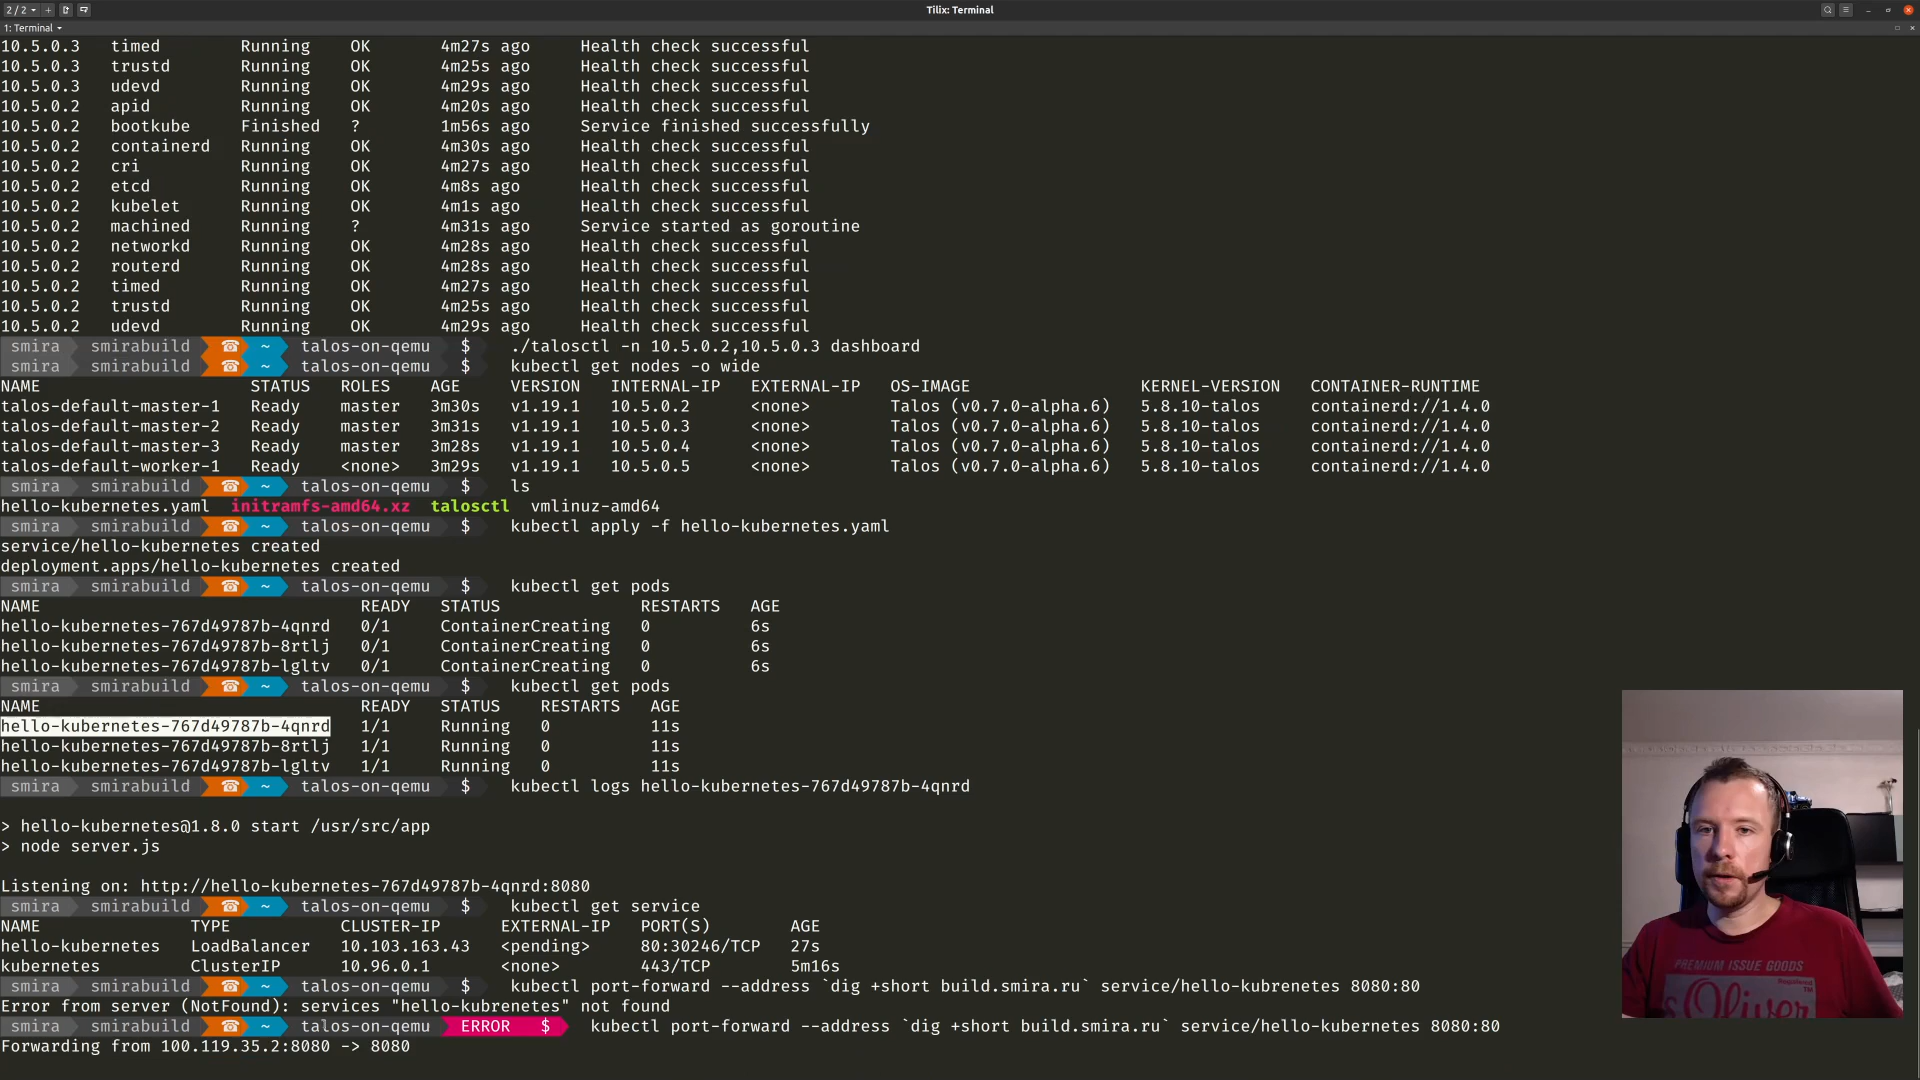 2 / 2
Tilix: Terminal
1: Terminal
10.5.0.3   timed        Running    OK    4m27s ago    Health check successful
10.5.0.3   trustd       Running    OK    4m25s ago    Health check successful
10.5.0.3   udevd        Running    OK    4m29s ago    Health check successful
10.5.0.2   apid         Running    OK    4m20s ago    Health check successful
10.5.0.2   bootkube     Finished   ?     1m56s ago    Service finished successfully
10.5.0.2   containerd   Running    OK    4m30s ago    Health check successful
10.5.0.2   cri          Running    OK    4m27s ago    Health check successful
10.5.0.2   etcd         Running    OK    4m8s ago     Health check successful
10.5.0.2   kubelet      Running    OK    4m1s ago     Health check successful
10.5.0.2   machined     Running    ?     4m31s ago    Service started as goroutine
10.5.0.2   networkd     Running    OK    4m28s ago    Health check successful
10.5.0.2   routerd      Running    OK    4m28s ago    Health check successful
10.5.0.2   timed        Running    OK    4m27s ago    Health check successful
10.5.0.2   trustd       Running    OK    4m25s ago    Health check successful
10.5.0.2   udevd        Running    OK    4m29s ago    Health check successful
smira   smirabuild   ☎   ~   talos-on-qemu   $   ./talosctl -n 10.5.0.2,10.5.0.3 dashboard
smira   smirabuild   ☎   ~   talos-on-qemu   $   kubectl get nodes -o wide
NAME                     STATUS   ROLES    AGE     VERSION   INTERNAL-IP   EXTERNAL-IP   OS-IMAGE                 KERNEL-VERSION   CONTAINER-RUNTIME
talos-default-master-1   Ready    master   3m30s   v1.19.1   10.5.0.2      <none>        Talos (v0.7.0-alpha.6)   5.8.10-talos     containerd://1.4.0
talos-default-master-2   Ready    master   3m31s   v1.19.1   10.5.0.3      <none>        Talos (v0.7.0-alpha.6)   5.8.10-talos     containerd://1.4.0
talos-default-master-3   Ready    master   3m28s   v1.19.1   10.5.0.4      <none>        Talos (v0.7.0-alpha.6)   5.8.10-talos     containerd://1.4.0
talos-default-worker-1   Ready    <none>   3m29s   v1.19.1   10.5.0.5      <none>        Talos (v0.7.0-alpha.6)   5.8.10-talos     containerd://1.4.0
smira   smirabuild   ☎   ~   talos-on-qemu   $   ls
hello-kubernetes.yaml  initramfs-amd64.xz  talosctl  vmlinuz-amd64
smira   smirabuild   ☎   ~   talos-on-qemu   $   kubectl apply -f hello-kubernetes.yaml
service/hello-kubernetes created
deployment.apps/hello-kubernetes created
smira   smirabuild   ☎   ~   talos-on-qemu   $   kubectl get pods
NAME                                READY   STATUS              RESTARTS   AGE
hello-kubernetes-767d49787b-4qnrd   0/1     ContainerCreating   0          6s
hello-kubernetes-767d49787b-8rtlj   0/1     ContainerCreating   0          6s
hello-kubernetes-767d49787b-lgltv   0/1     ContainerCreating   0          6s
smira   smirabuild   ☎   ~   talos-on-qemu   $   kubectl get pods
NAME                                READY   STATUS    RESTARTS   AGE
hello-kubernetes-767d49787b-4qnrd   1/1     Running   0          11s
hello-kubernetes-767d49787b-8rtlj   1/1     Running   0          11s
hello-kubernetes-767d49787b-lgltv   1/1     Running   0          11s
smira   smirabuild   ☎   ~   talos-on-qemu   $   kubectl logs hello-kubernetes-767d49787b-4qnrd
> hello-kubernetes@1.8.0 start /usr/src/app
> node server.js
Listening on: http://hello-kubernetes-767d49787b-4qnrd:8080
smira   smirabuild   ☎   ~   talos-on-qemu   $   kubectl get service
NAME               TYPE           CLUSTER-IP      EXTERNAL-IP   PORT(S)        AGE
hello-kubernetes   LoadBalancer   10.103.163.43   <pending>     80:30246/TCP   27s
kubernetes         ClusterIP      10.96.0.1       <none>        443/TCP        5m16s
smira   smirabuild   ☎   ~   talos-on-qemu   $   kubectl port-forward --address `dig +short build.smira.ru` service/hello-kubrenetes 8080:80
Error from server (NotFound): services "hello-kubrenetes" not found
smira   smirabuild   ☎   ~   talos-on-qemu   ERROR   $   kubectl port-forward --address `dig +short build.smira.ru` service/hello-kubernetes 8080:80
Forwarding from 100.119.35.2:8080 -> 8080
PREMIUM ISSUE GOODS
s.Oliver